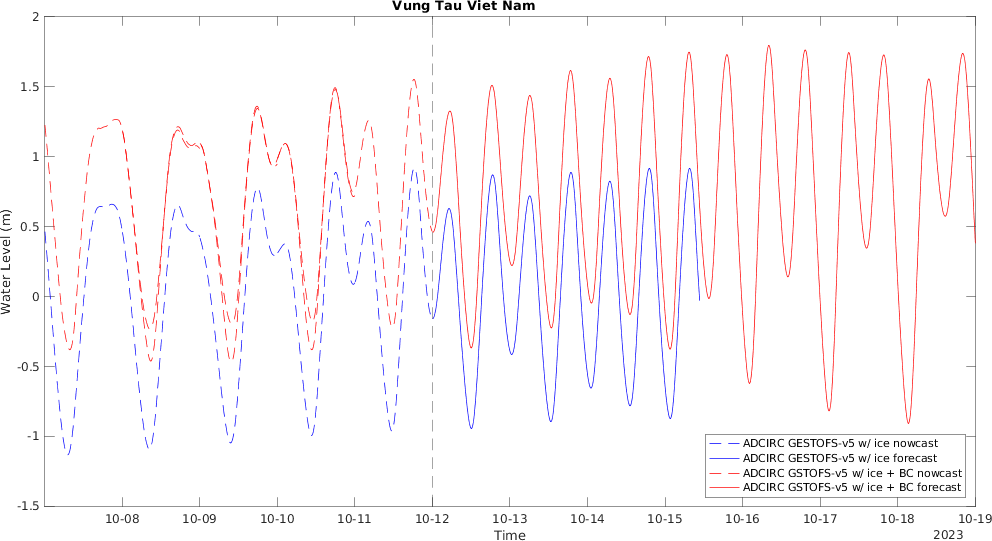 Vung Tau Viet Nam
2
1.5
1
0.5
0
-0.5
-1
-1.5
Water Level (m)
ADCIRC GESTOFS-v5 w/ ice nowcast
ADCIRC GESTOFS-v5 w/ ice forecast
ADCIRC GSTOFS-v5 w/ ice + BC nowcast
ADCIRC GSTOFS-v5 w/ ice + BC forecast
10-08 10-09 10-10 10-11 10-12 10-13 10-14 10-15 10-16 10-17 10-18 10-19
Time
2023